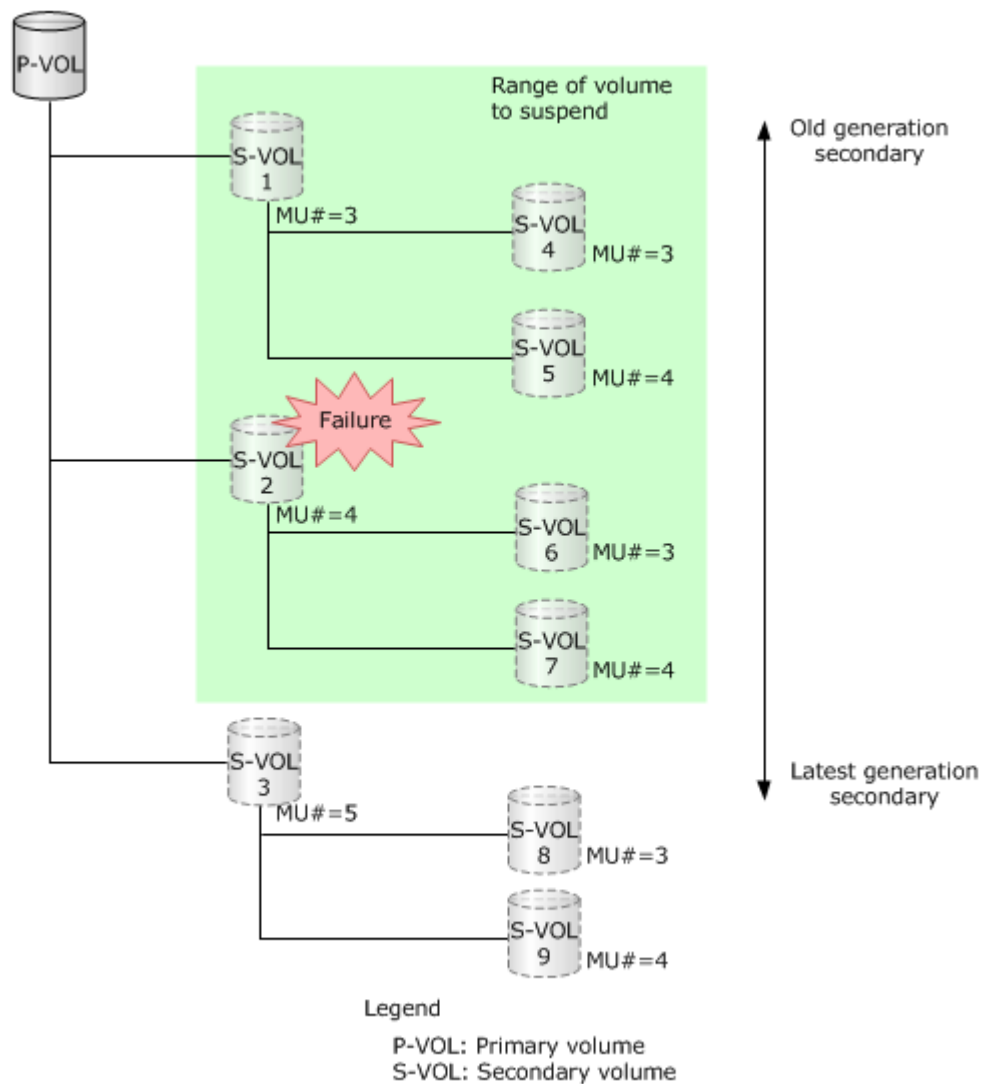 P-VOL
Range of volume
to suspend
Old generation
secondary
S-VOL
1
MU#=3
S-VOL
4
MU#=3
S-VOL
5
MU#=4
Failure
S-VOL
2
MU#=4
S-VOL
6
MU#=3
S-VOL
7
MU#=4
S-VOL
3
MU#=5
Latest generation
secondary
S-VOL
8
MU#=3
S-VOL
9
MU#=4
Legend
P-VOL: Primary volume
S-VOL: Secondary volume